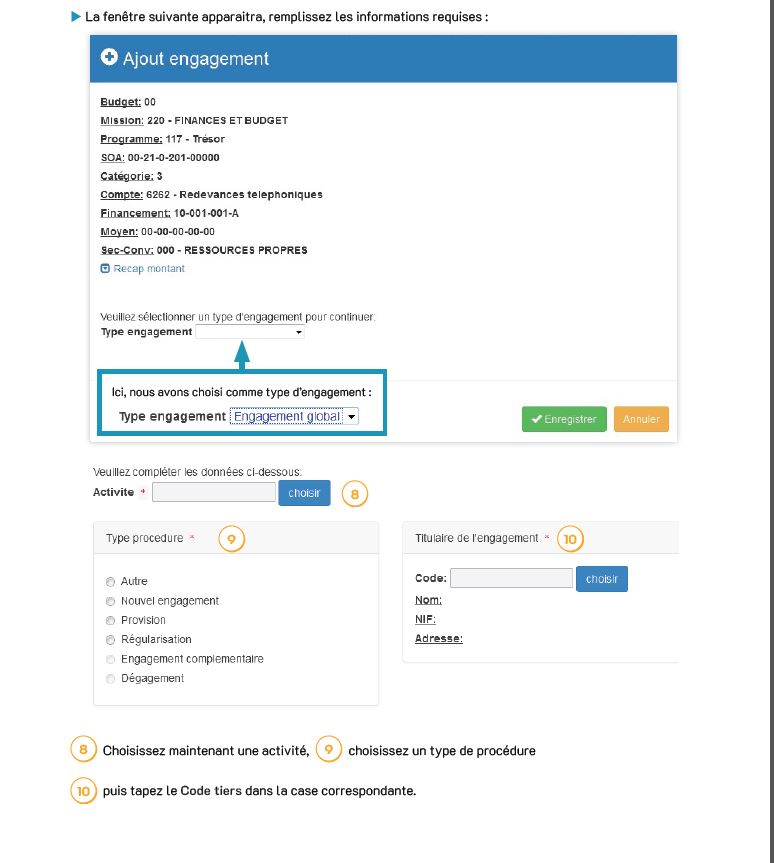 La fenêtre suivante apparaitra, remplissez les informations requises :
Ajout engagement
Budget: 00
Mission: 220 - FINANCES ET BUDGET
Programme: 117 - Trésor
SOA: 00-21-0-201-00000
Catégorie: 3
Compte: 6262 - Redevances telephoniques
Financement: 10-001-001-A
Moyen: 00-00-00-00-00
Sec-Conv: 000 - RESSOURCES PROPRES
Recap montant
Veuillez sélectionner un type d'engagement pour continuer:
Type engagement
Ici, nous avons choisi comme type d'engagement :
Type engagement Engagement global
Enregistrer Annuler
Veuillez compléter les données ci-dessous:
Activite * choisir 8
Type procedure * 9
Autre
Nouvel engagement
Provision
Régularisation
Engagement complementaire
Dégagement
Titulaire de l'engagement * 10
Code: choisir
Nom:
NIF:
Adresse:
8 Choisissez maintenant une activité, 9 choisissez un type de procédure
10 puis tapez le Code tiers dans la case correspondante.